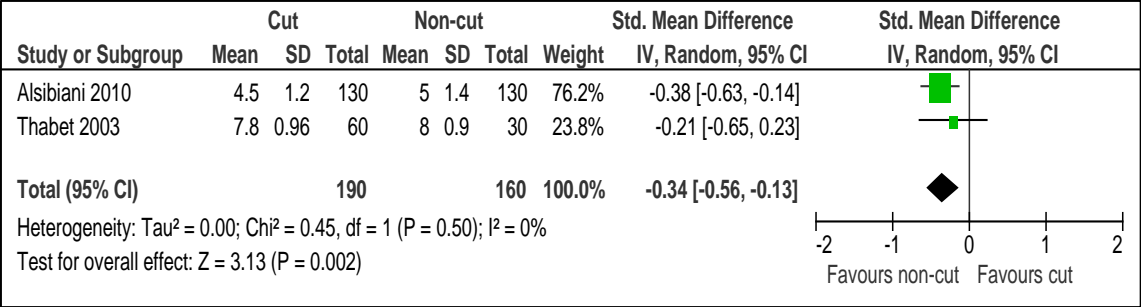 Cut Non-cut Std. Mean Difference Std. Mean Difference
Study or Subgroup Mean SD Total Mean SD Total Weight IV, Random, 95% CI IV, Random, 95% CI
Alsibiani 2010 4.5 1.2 130 5 1.4 130 76.2% -0.38 [-0.63, -0.14]
Thabet 2003 7.8 0.96 60 8 0.9 30 23.8% -0.21 [-0.65, 0.23]
Total (95% CI) 190 160 100.0% -0.34 [-0.56, -0.13]
Heterogeneity: Tau² = 0.00; Chi² = 0.45, df = 1 (P = 0.50); I² = 0%
Test for overall effect: Z = 3.13 (P = 0.002)
-2 -1 0 1 2
Favours non-cut Favours cut